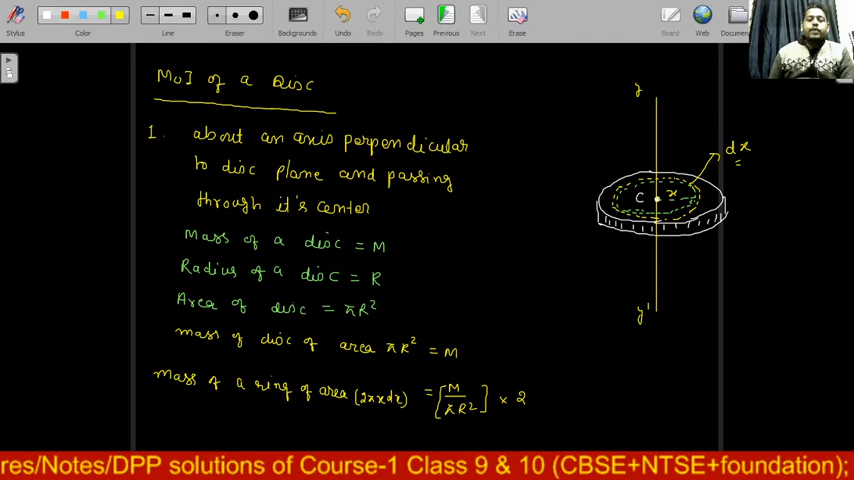 Stylus
Color
Line
Eraser
Backgrounds
Undo
Redo
Pages
Previous
Next
Erase
Board
Web
Docum
MOI of a Disc
1. about an axis perpendicular
to disc plane and passing
through it's center
Mass of a disc = M
Radius of a disc = R
Area of disc = πR²
mass of disc of area πR² = M
Mass of a ring of area (2πxdx) = [M/πR²] × 2
y
dx
C
x
y'
res/Notes/DPP solutions of Course-1 Class 9 & 10 (CBSE+NTSE+foundation);